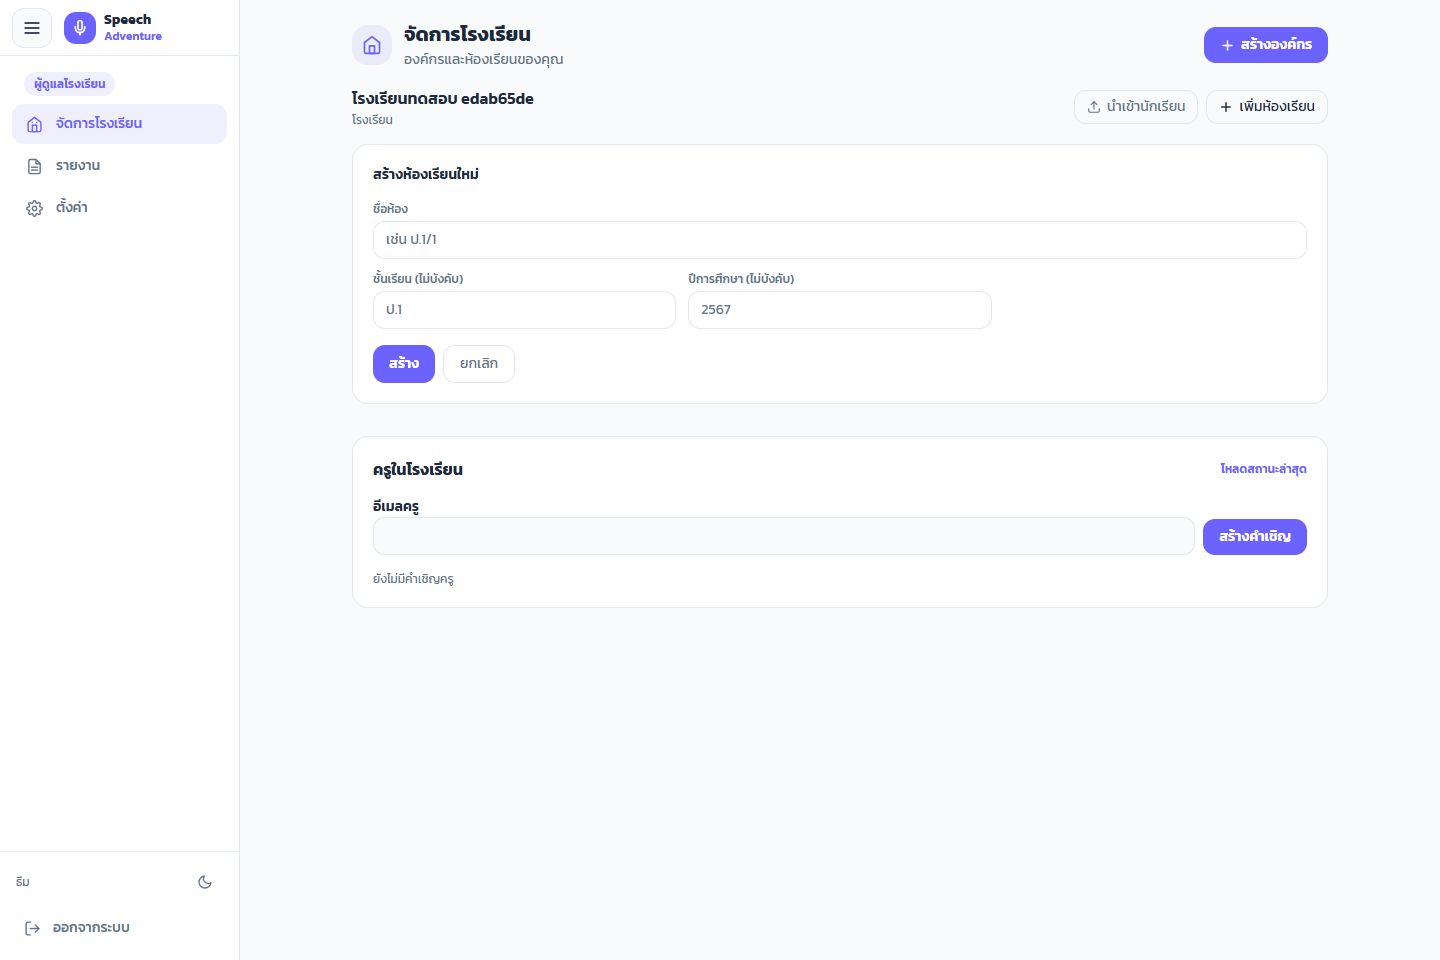 Speech
Adventure
ผู้ดูแลโรงเรียน
จัดการโรงเรียน
รายงาน
ตั้งค่า
ธีม
ออกจากระบบ
จัดการโรงเรียน
องค์กรและห้องเรียนของคุณ
สร้างองค์กร
โรงเรียนทดสอบ edab65de
โรงเรียน
นำเข้านักเรียน
เพิ่มห้องเรียน
สร้างห้องเรียนใหม่
ชื่อห้อง
เช่น ป.1/1
ชั้นเรียน (ไม่บังคับ)
ปีการศึกษา (ไม่บังคับ)
ป.1
2567
สร้าง
ยกเลิก
ครูในโรงเรียน
โหลดสถานะล่าสุด
อีเมลครู
สร้างคำเชิญ
ยังไม่มีคำเชิญครู